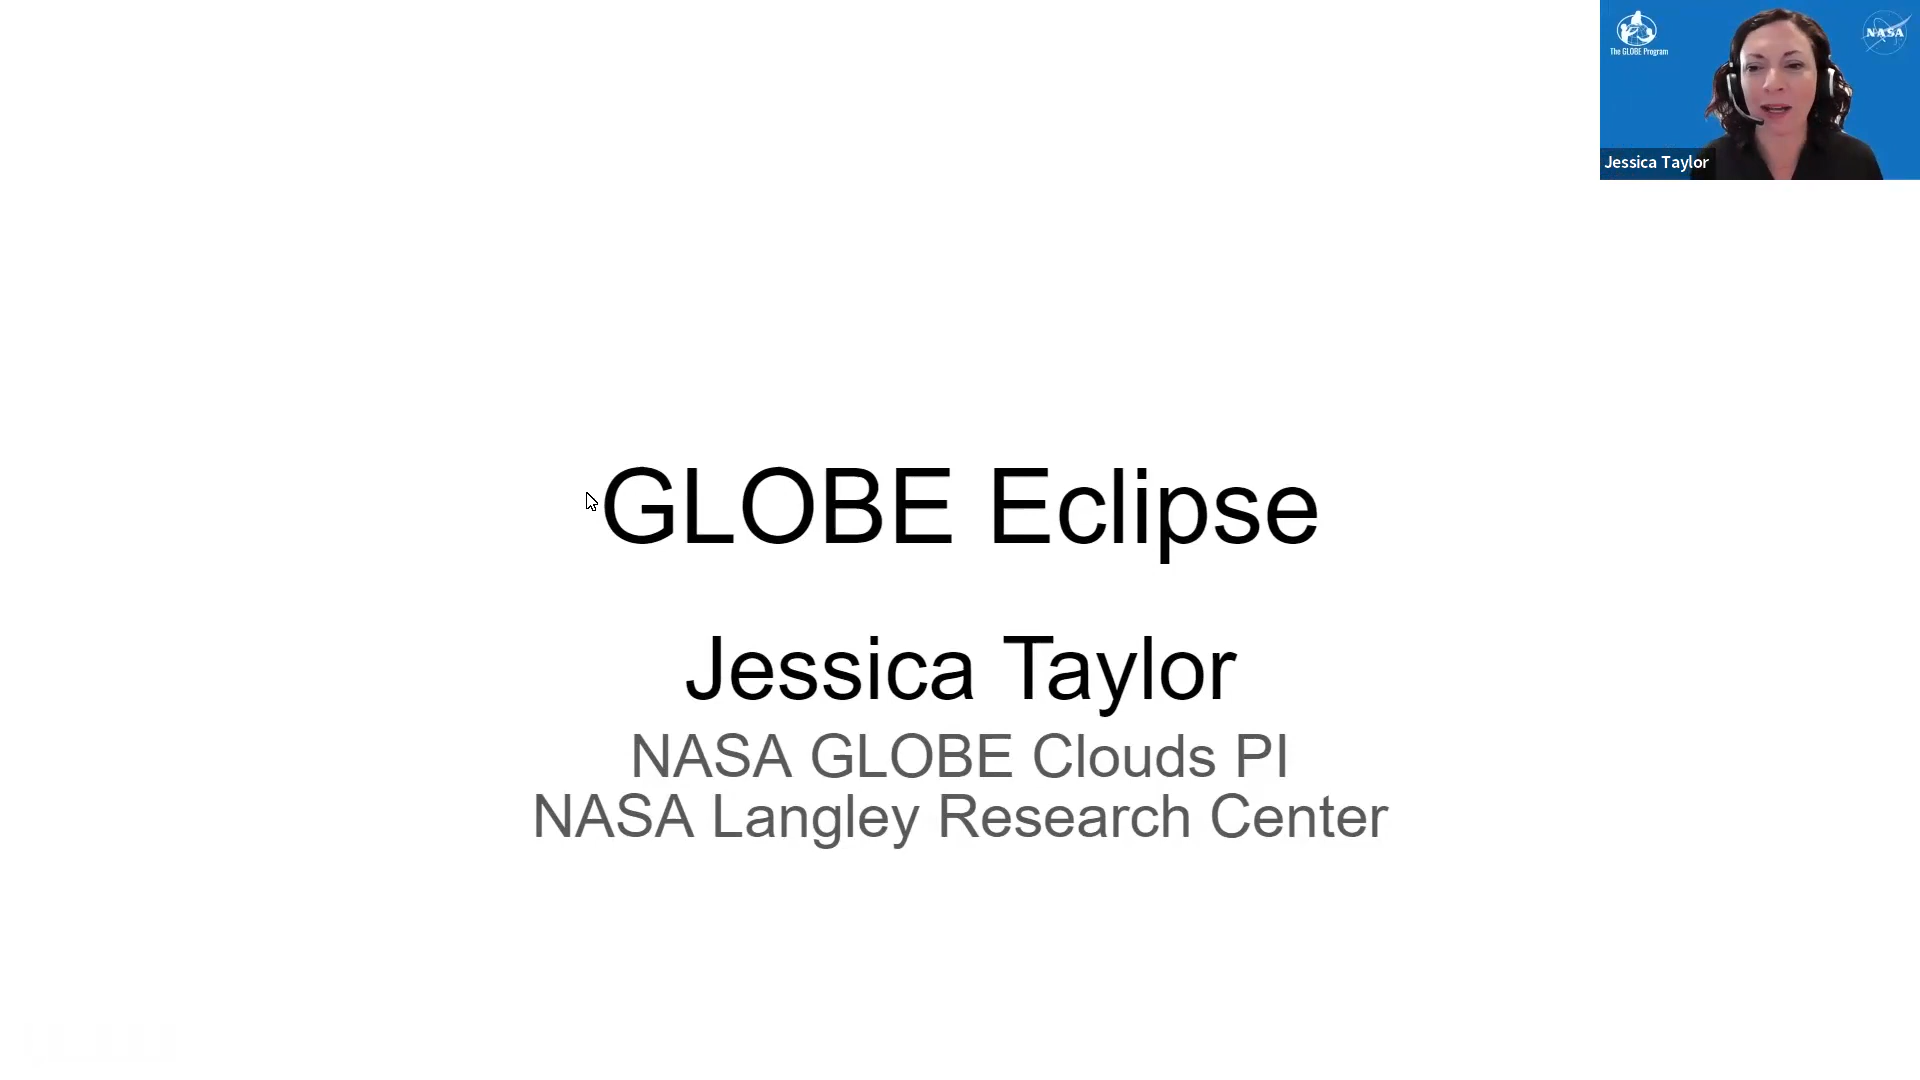 The GLOBE Program
NASA
Jessica Taylor
GLOBE Eclipse
Jessica Taylor
NASA GLOBE Clouds PI
NASA Langley Research Center